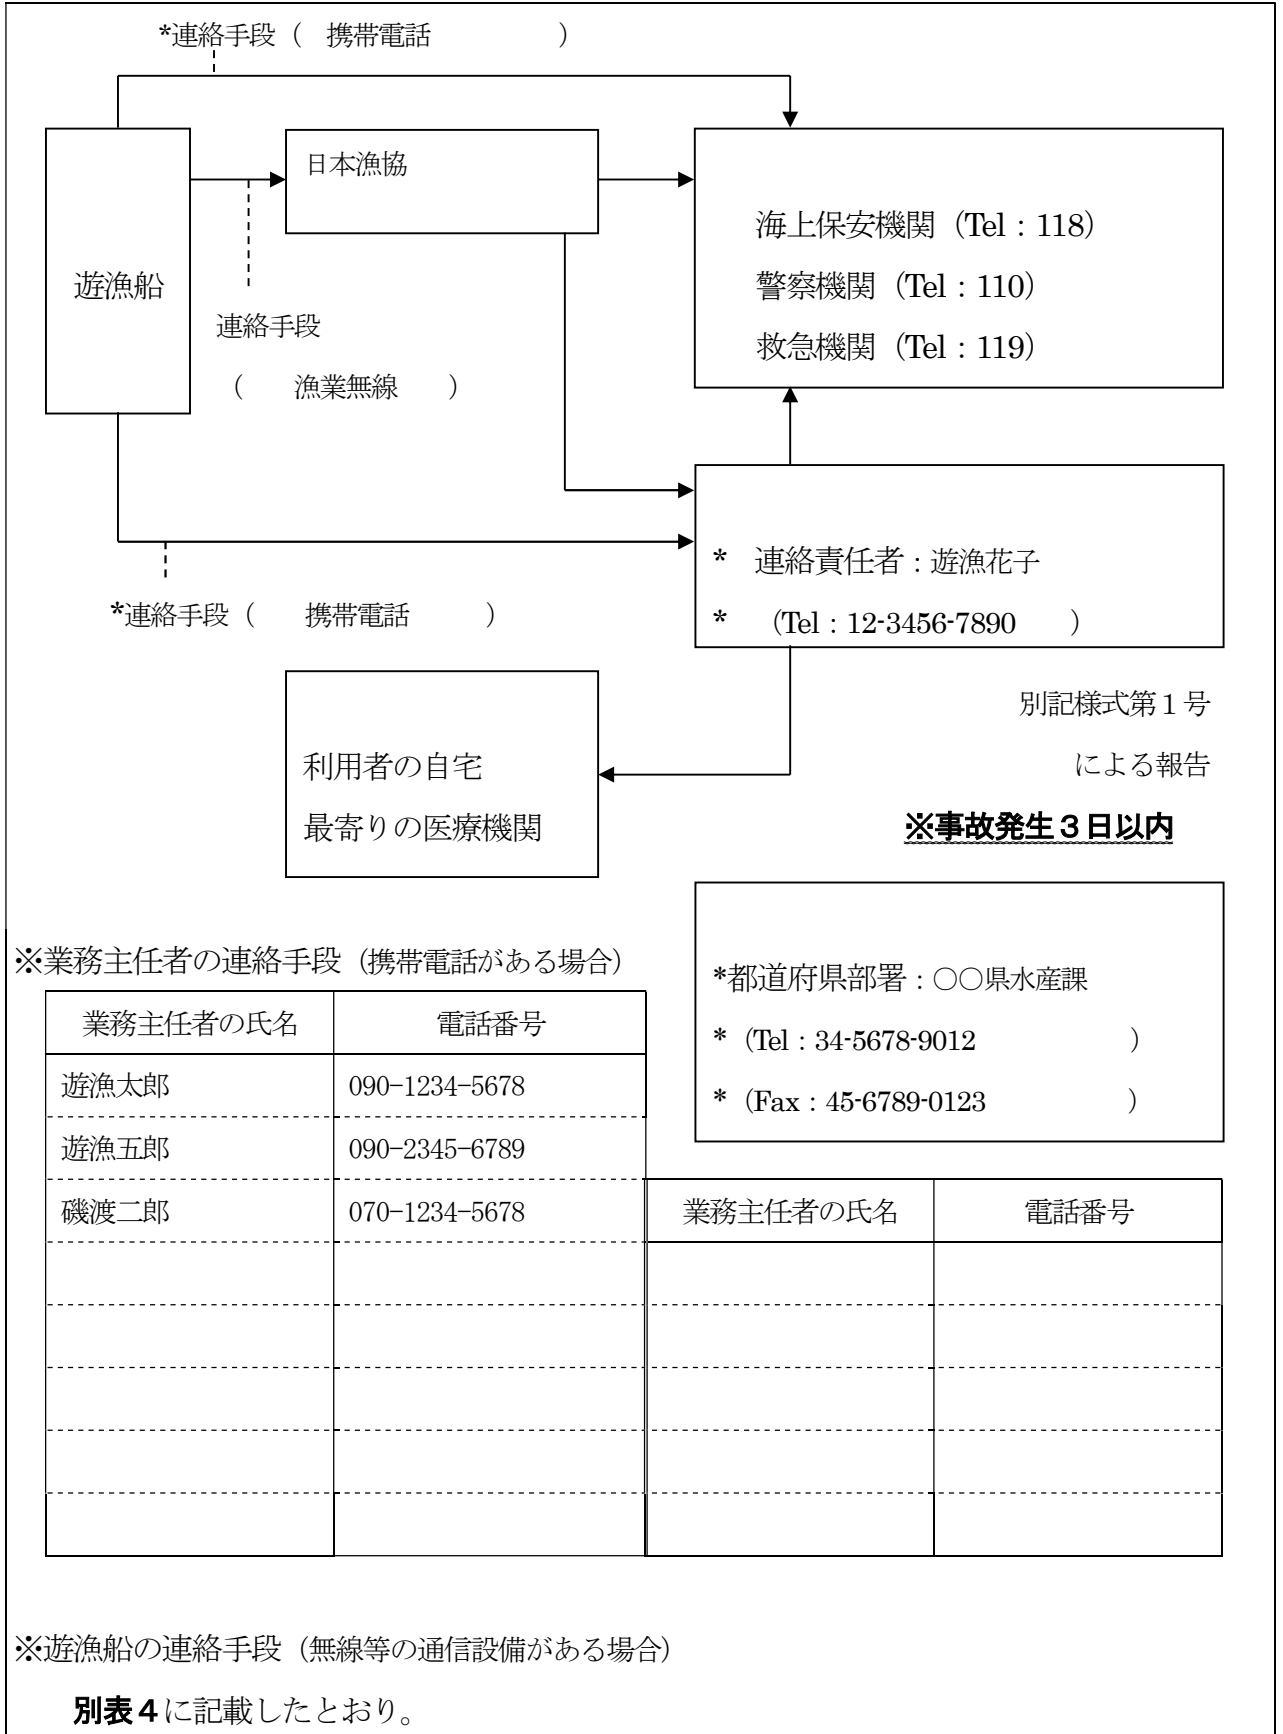 *連絡手段（　携帯電話　　　　　）
日本漁協
遊漁船
海上保安機関（Tel：118）
警察機関（Tel：110）
救急機関（Tel：119）
連絡手段
（　　漁業無線　　）
*　連絡責任者：遊漁花子
*　（Tel：12-3456-7890　　）
*連絡手段（　　携帯電話　　　）
利用者の自宅
最寄りの医療機関
別記様式第１号
による報告
※事故発生３日以内
*都道府県部署：○○県水産課
*（Tel：34-5678-9012　　　　　　）
*（Fax：45-6789-0123　　　　　　）
※業務主任者の連絡手段（携帯電話がある場合）
業務主任者の氏名　電話番号
遊漁太郎　090-1234-5678
遊漁五郎　090-2345-6789
磯渡二郎　070-1234-5678
業務主任者の氏名　電話番号
※遊漁船の連絡手段（無線等の通信設備がある場合）
別表４に記載したとおり。